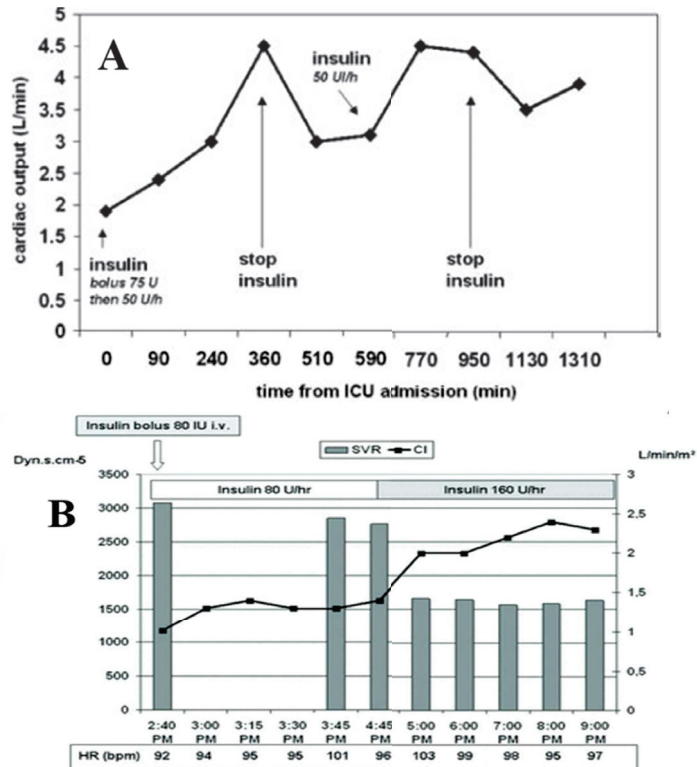 A
cardiac output (L/min)
5
4.5
4
3.5
3
2.5
2
1.5
1
0.5
0
insulin
50 UI/h
insulin
bolus 75 U
then 50 U/h
stop
insulin
stop
insulin
0 90 240 360 510 590 770 950 1130 1310
time from ICU admission (min)
Insulin bolus 80 IU i.v.
Dyn.s.cm-5
SVR CI
L/min/m²
B
Insulin 80 U/hr Insulin 160 U/hr
3500
3000
2500
2000
1500
1000
500
0
3
2,5
2
1,5
1
0,5
0
2:40 3:00 3:15 3:30 3:45 4:45 5:00 6:00 7:00 8:00 9:00
PM PM PM PM PM PM PM PM PM PM PM
HR (bpm) 92 94 95 95 101 96 103 99 98 95 97